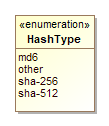 «enumeration»
HashType
md6
other
sha-256
sha-512